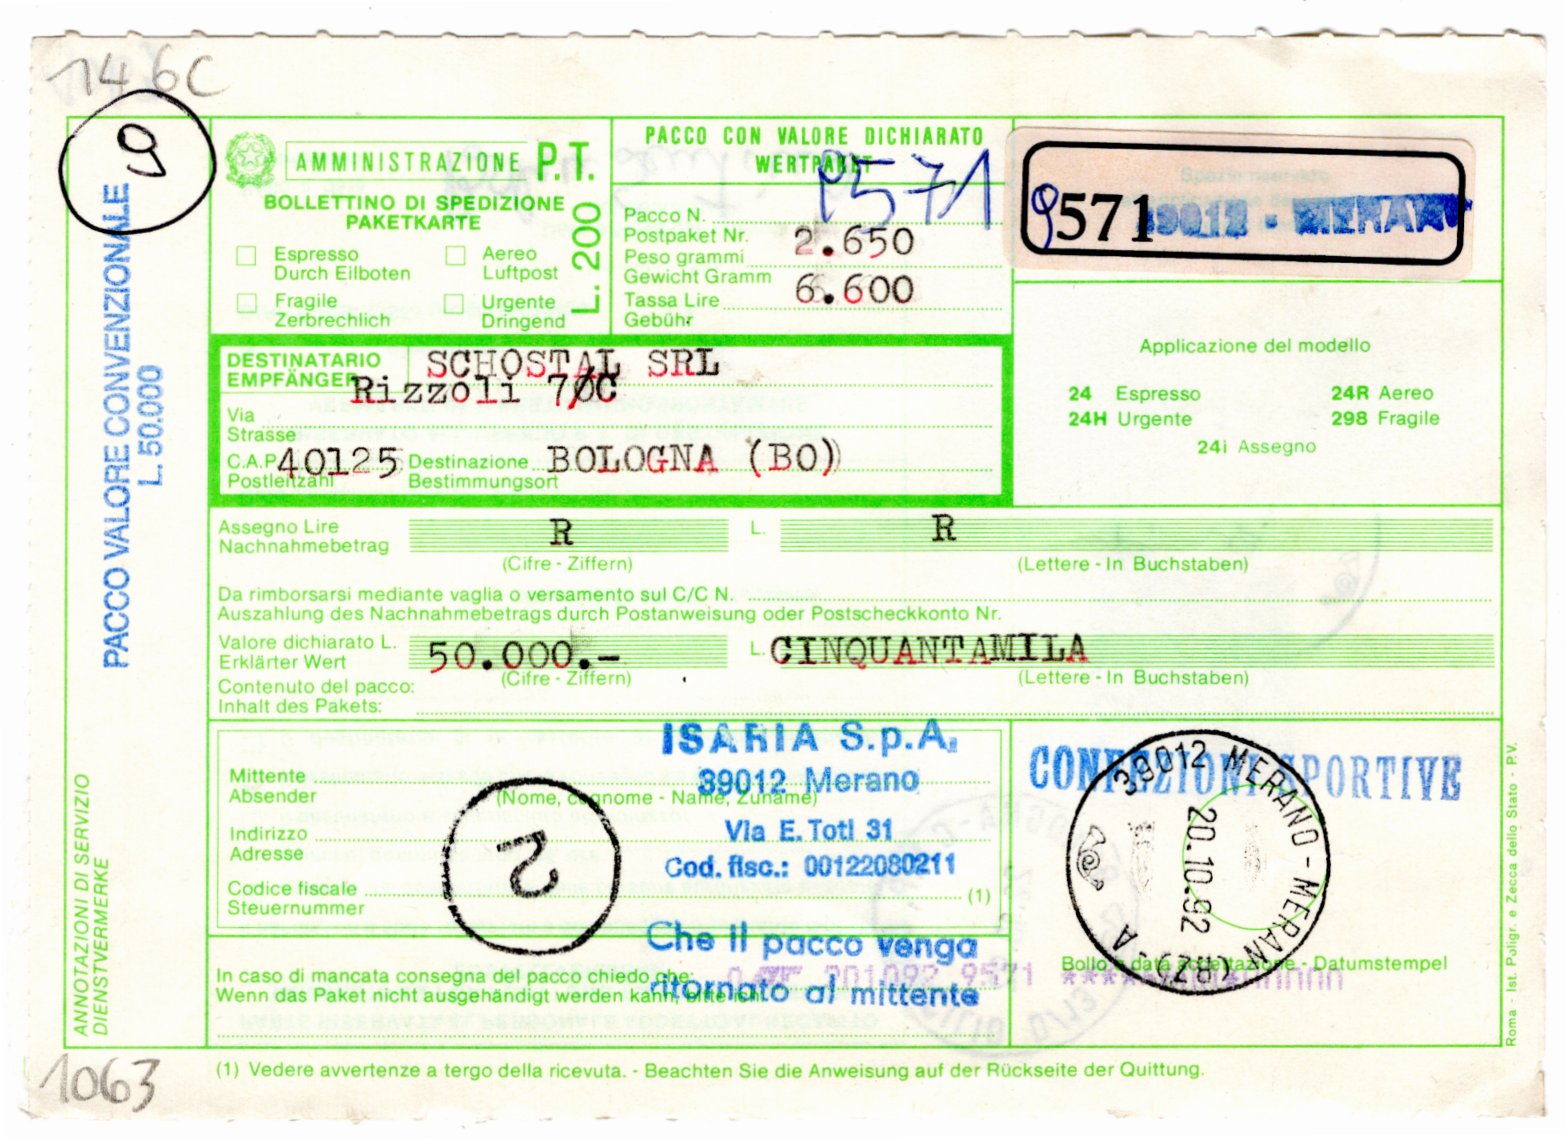 146C
9
PACCO VALORE CONVENZIONALE
L. 50.000
ANNOTAZIONI DI SERVIZIO
DIENSTVERMERKE
1063
AMMINISTRAZIONE P.T.
BOLLETTINO DI SPEDIZIONE
PAKETKARTE
Espresso
Durch Eilboten
Aereo
Luftpost
Fragile
Zerbrechlich
Urgente
Dringend
L. 200
PACCO CON VALORE DICHIARATO
WERTPAKET
9571
Pacco N.
Postpaket Nr.
Peso grammi 2.650
Gewicht Gramm
Tassa Lire 6.600
Gebühr
9571 39012 - MERANO
Applicazione del modello
24 Espresso 24R Aereo
24H Urgente 298 Fragile
24i Assegno
DESTINATARIO SCHOSTAL SRL
EMPFÄNGER
Rizzoli 7/C
Via
Strasse
C.A.P. 40125 Destinazione BOLOGNA (BO)
Postleitzahl Bestimmungsort
Assegno Lire R L. R
Nachnahmebetrag
(Cifre - Ziffern) (Lettere - In Buchstaben)
Da rimborsarsi mediante vaglia o versamento sul C/C N.
Auszahlung des Nachnahmebetrags durch Postanweisung oder Postscheckkonto Nr.
Valore dichiarato L. 50.000.- L. CINQUANTAMILA
Erklärter Wert
(Cifre - Ziffern) (Lettere - In Buchstaben)
Contenuto del pacco:
Inhalt des Pakets:
ISARIA S.p.A.
39012 Merano
Via E. Toti 31
Cod. fisc.: 00122080211
Mittente
Absender
(Nome, cognome - Name, Zuname)
Indirizzo
Adresse
Codice fiscale (1)
Steuernummer
2
Che il pacco venga
ritornato al mittente
In caso di mancata consegna del pacco chiedo che:
Wenn das Paket nicht ausgehändigt werden kann, bitte ich:
201092 9571
CONFEZIONI SPORTIVE
39012 MERANO - MERAN (BZ) - A
20.10.92
Bollo e data accettazione - Datumstempel
Roma - Ist. Poligr. e Zecca dello Stato - P.V.
(1) Vedere avvertenze a tergo della ricevuta. - Beachten Sie die Anweisung auf der Rückseite der Quittung.